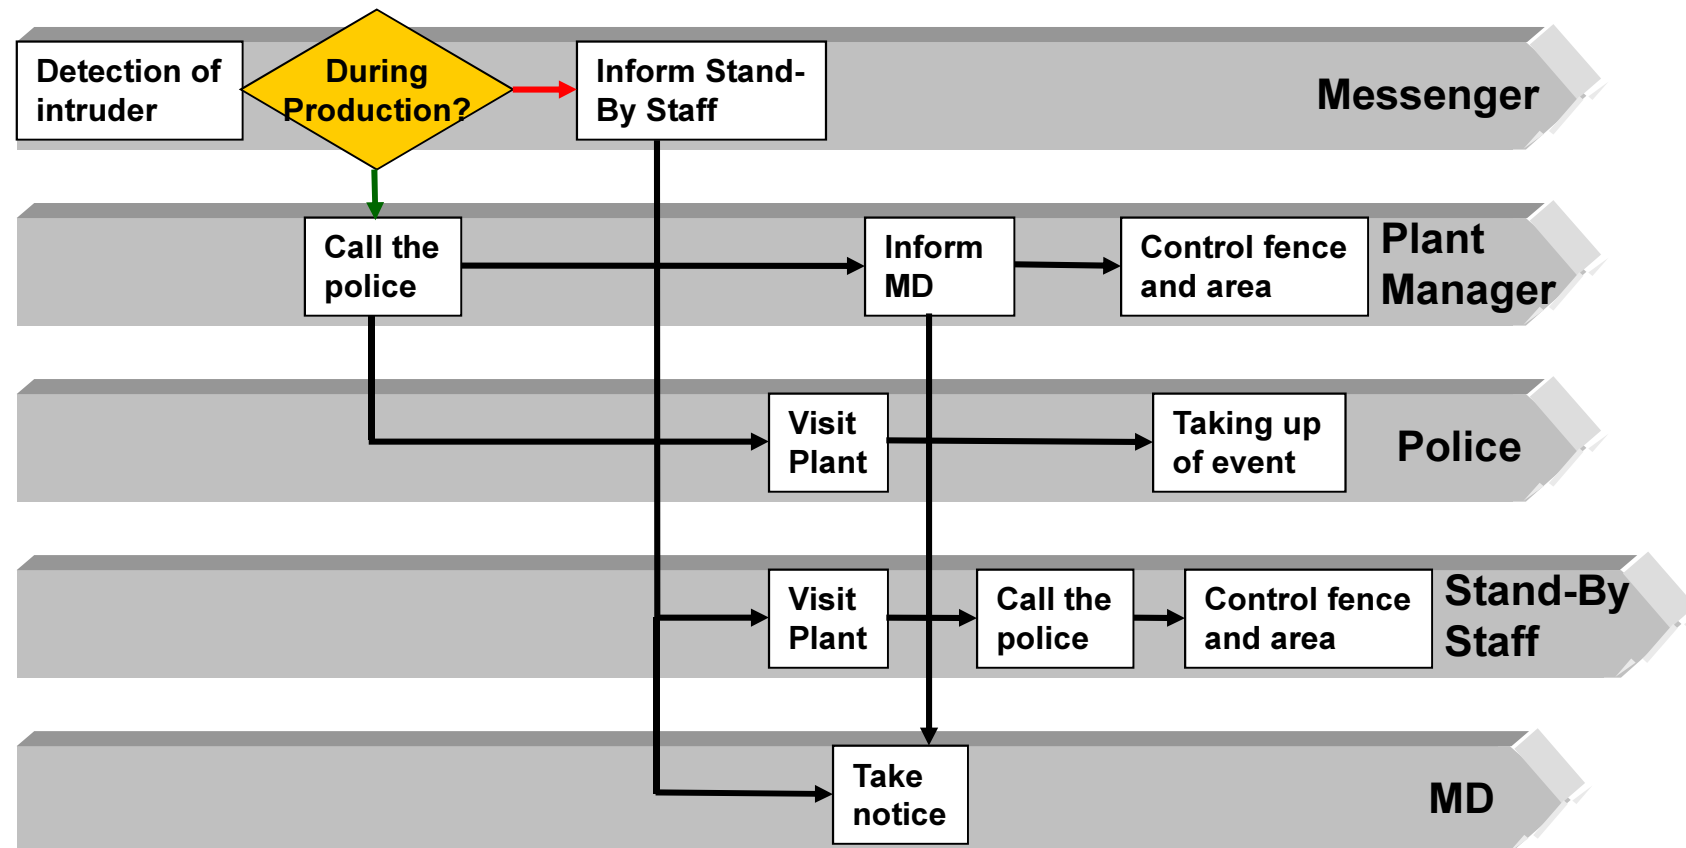 Detection of
intruder
During
Production?
Inform Stand-
By Staff
Messenger
Call the
police
Inform
MD
Control fence
and area
Plant
Manager
Visit
Plant
Taking up
of event
Police
Visit
Plant
Call the
police
Control fence
and area
Stand-By
Staff
Take
notice
MD